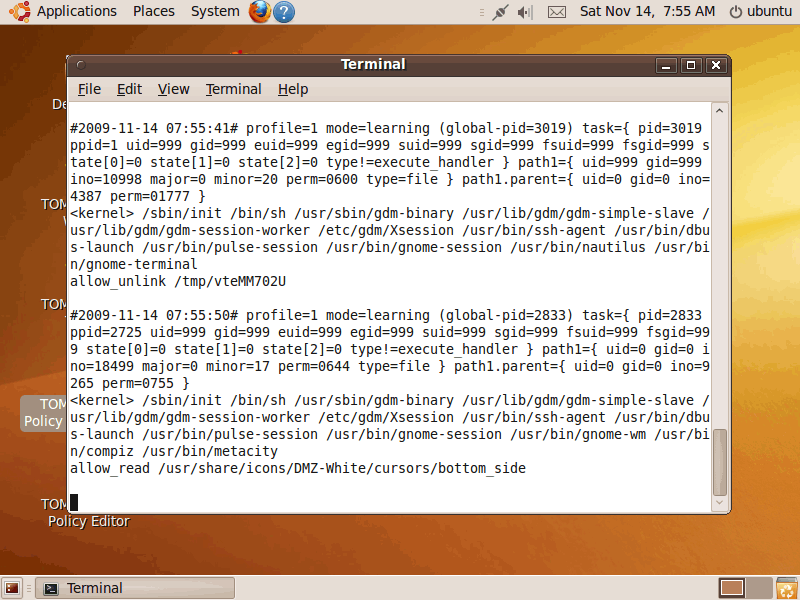 Applications Places System Sat Nov 14, 7:55 AM ubuntu
Terminal
File Edit View Terminal Help
#2009-11-14 07:55:41# profile=1 mode=learning (global-pid=3019) task={ pid=3019
ppid=1 uid=999 gid=999 euid=999 egid=999 suid=999 sgid=999 fsuid=999 fsgid=999 s
tate[0]=0 state[1]=0 state[2]=0 type!=execute_handler } path1={ uid=999 gid=999
ino=10998 major=0 minor=20 perm=0600 type=file } path1.parent={ uid=0 gid=0 ino=
4387 perm=01777 }
<kernel> /sbin/init /bin/sh /usr/sbin/gdm-binary /usr/lib/gdm/gdm-simple-slave /
usr/lib/gdm/gdm-session-worker /etc/gdm/Xsession /usr/bin/ssh-agent /usr/bin/dbu
s-launch /usr/bin/pulse-session /usr/bin/gnome-session /usr/bin/nautilus /usr/bi
n/gnome-terminal
allow_unlink /tmp/vteMM702U
#2009-11-14 07:55:50# profile=1 mode=learning (global-pid=2833) task={ pid=2833
ppid=2725 uid=999 gid=999 euid=999 egid=999 suid=999 sgid=999 fsuid=999 fsgid=99
9 state[0]=0 state[1]=0 state[2]=0 type!=execute_handler } path1={ uid=0 gid=0 i
no=18499 major=0 minor=17 perm=0644 type=file } path1.parent={ uid=0 gid=0 ino=9
265 perm=0755 }
<kernel> /sbin/init /bin/sh /usr/sbin/gdm-binary /usr/lib/gdm/gdm-simple-slave /
usr/lib/gdm/gdm-session-worker /etc/gdm/Xsession /usr/bin/ssh-agent /usr/bin/dbu
s-launch /usr/bin/pulse-session /usr/bin/gnome-session /usr/bin/gnome-wm /usr/bi
n/compiz /usr/bin/metacity
allow_read /usr/share/icons/DMZ-White/cursors/bottom_side
De
TOM
TOM
TOM
Policy
TOM
Policy Editor
Terminal